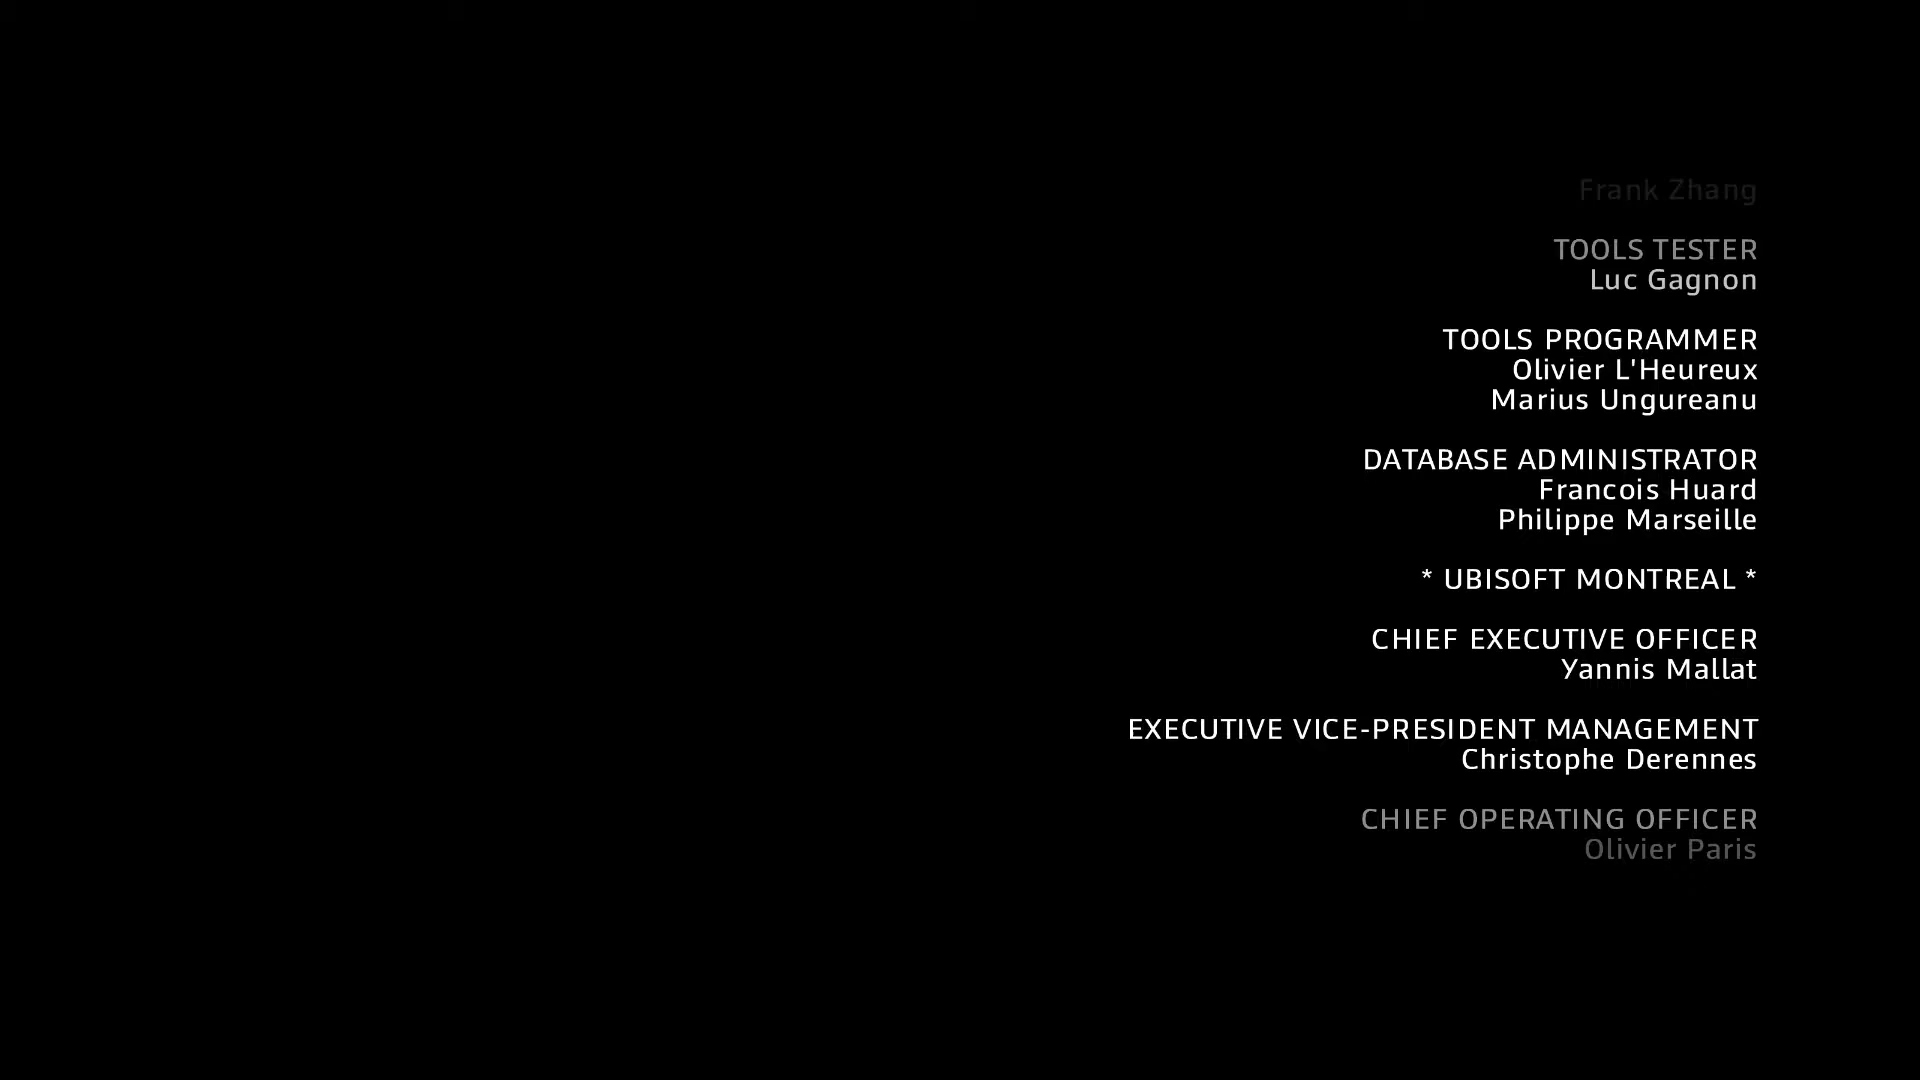 Frank Zhang
TOOLS TESTER
Luc Gagnon
TOOLS PROGRAMMER
Olivier L'Heureux
Marius Ungureanu
DATABASE ADMINISTRATOR
Francois Huard
Philippe Marseille
* UBISOFT MONTREAL *
CHIEF EXECUTIVE OFFICER
Yannis Mallat
EXECUTIVE VICE-PRESIDENT MANAGEMENT
Christophe Derennes
CHIEF OPERATING OFFICER
Olivier Paris